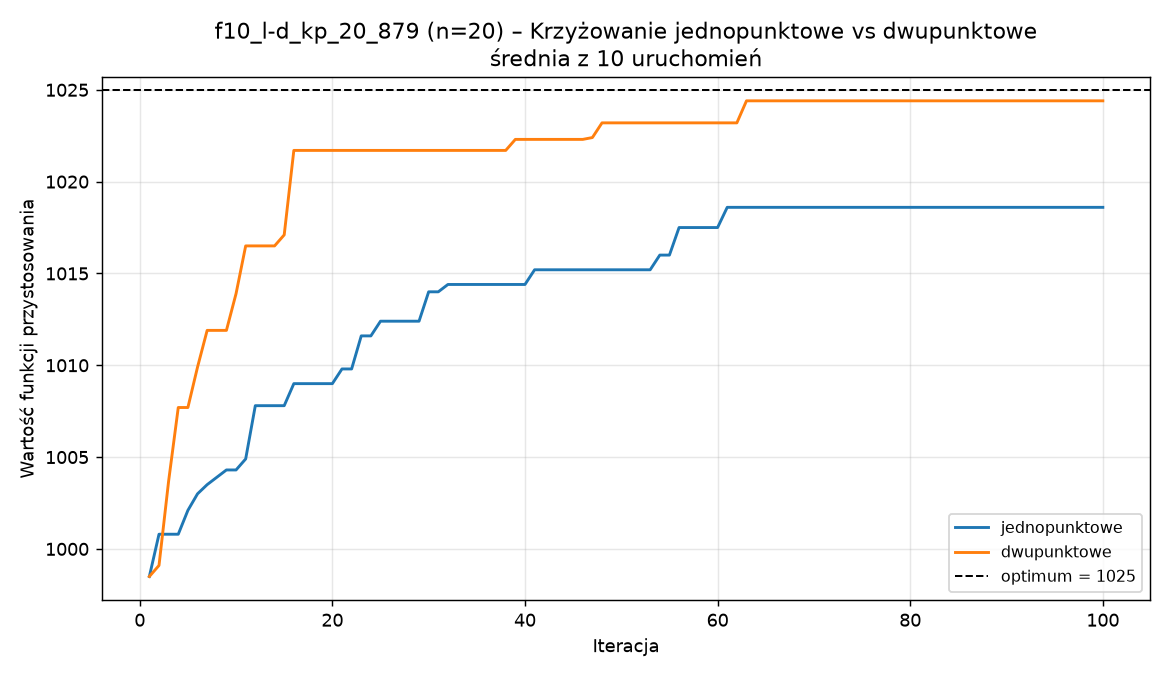 f10_l-d_kp_20_879 (n=20) – Krzyżowanie jednopunktowe vs dwupunktowe
średnia z 10 uruchomień
Wartość funkcji przystosowania
1025
1020
1015
1010
1005
1000
jednopunktowe
dwupunktowe
optimum = 1025
0 20 40 60 80 100
Iteracja